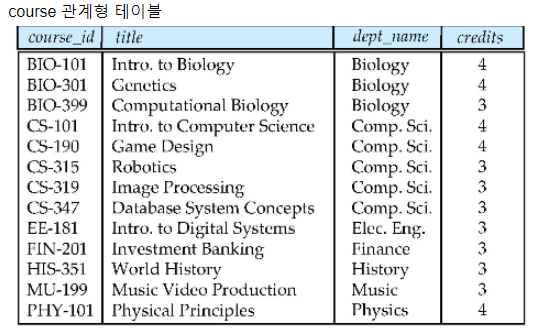 course 관계형 테이블
course_id title dept_name credits
BIO-101 Intro. to Biology Biology 4
BIO-301 Genetics Biology 4
BIO-399 Computational Biology Biology 3
CS-101 Intro. to Computer Science Comp. Sci. 4
CS-190 Game Design Comp. Sci. 4
CS-315 Robotics Comp. Sci. 3
CS-319 Image Processing Comp. Sci. 3
CS-347 Database System Concepts Comp. Sci. 3
EE-181 Intro. to Digital Systems Elec. Eng. 3
FIN-201 Investment Banking Finance 3
HIS-351 World History History 3
MU-199 Music Video Production Music 3
PHY-101 Physical Principles Physics 4